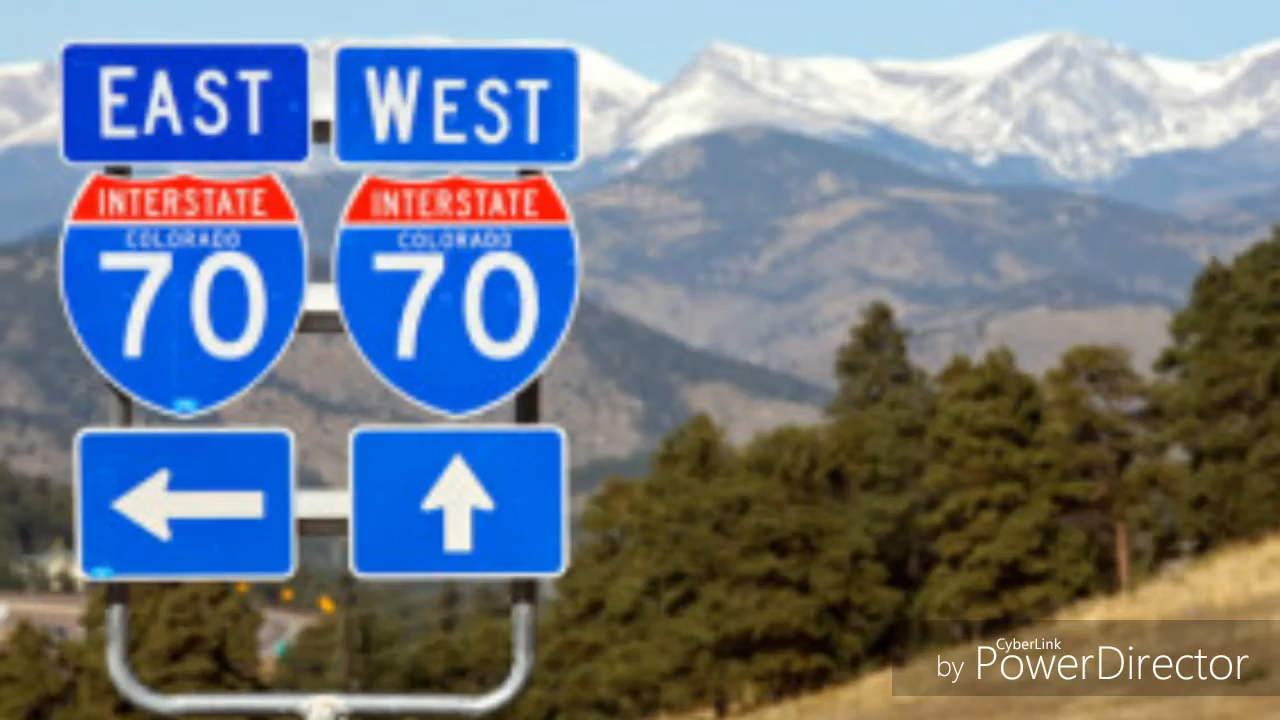 EAST
WEST
INTERSTATE
COLORADO
70
INTERSTATE
COLORADO
70
CyberLink
by PowerDirector